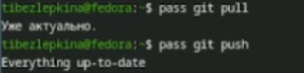 tibezlepkina@fedora:~$ pass git pull
Уже актуально.
tibezlepkina@fedora:~$ pass git push
Everything up-to-date